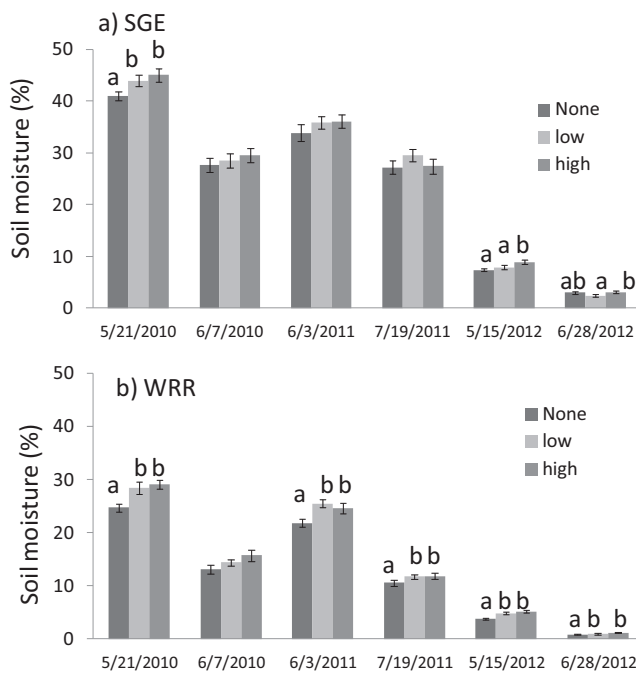 a) SGE
50
40
30
20
10
0
Soil moisture (%)
a b b
a a b
ab a b
None
low
high
5/21/2010 6/7/2010 6/3/2011 7/19/2011 5/15/2012 6/28/2012
b) WRR
50
40
30
20
10
0
Soil moisture (%)
a b b
a b b
a b b
a b b
a b b
None
low
high
5/21/2010 6/7/2010 6/3/2011 7/19/2011 5/15/2012 6/28/2012